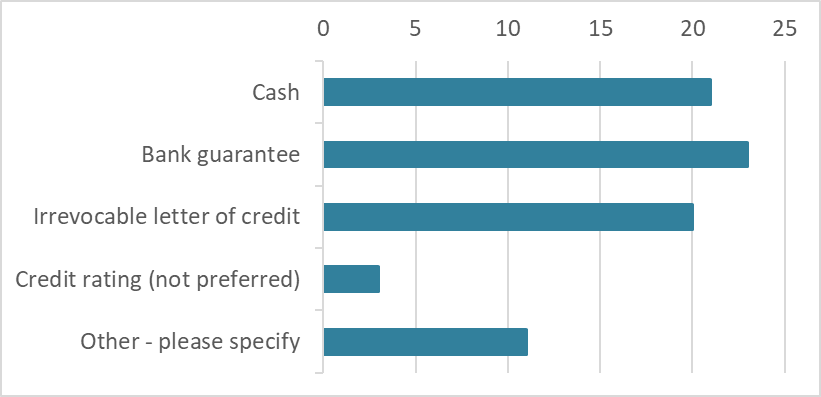 0 5 10 15 20 25
Cash
Bank guarantee
Irrevocable letter of credit
Credit rating (not preferred)
Other - please specify